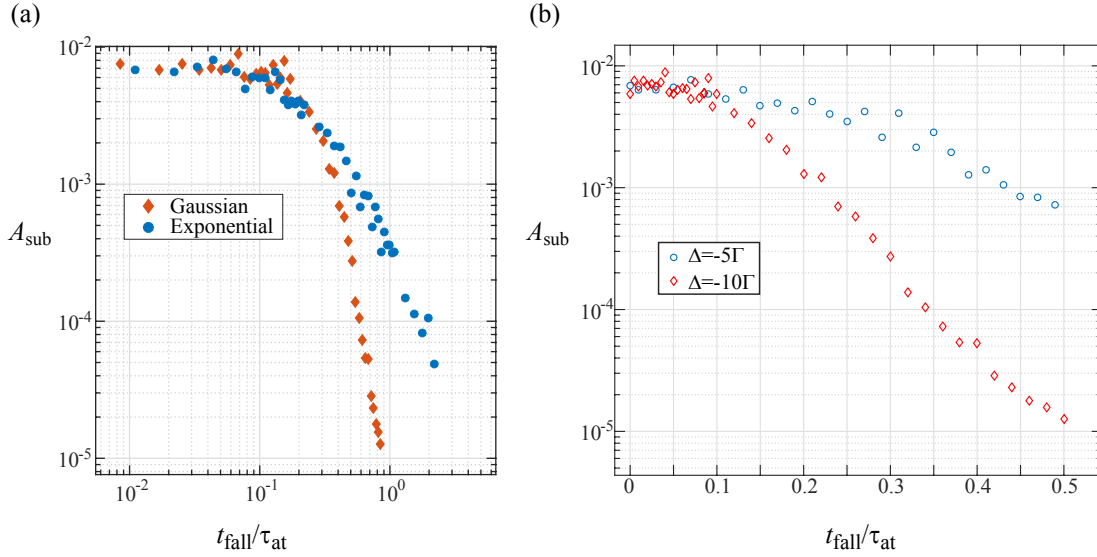 (a)
10⁻²
10⁻³
10⁻⁴
10⁻⁵
A_sub
Gaussian
Exponential
10⁻² 10⁻¹ 10⁰
t_fall/τ_at
(b)
10⁻²
10⁻³
10⁻⁴
10⁻⁵
A_sub
Δ=-5Γ
Δ=-10Γ
0 0.1 0.2 0.3 0.4 0.5
t_fall/τ_at